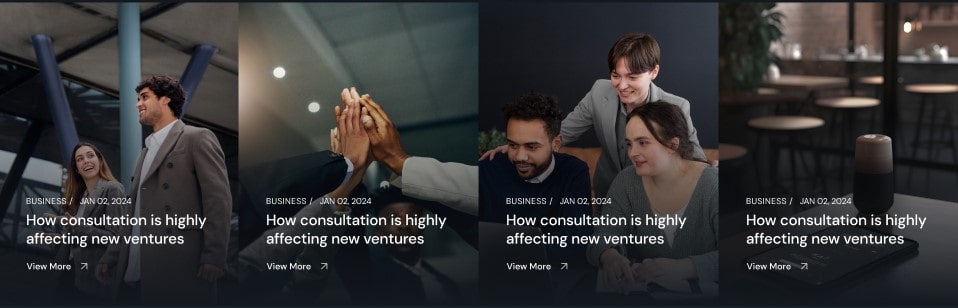 BUSINESS / JAN 02, 2024
How consultation is highly
affecting new ventures
View More
BUSINESS / JAN 02, 2024
How consultation is highly
affecting new ventures
View More
BUSINESS / JAN 02, 2024
How consultation is highly
affecting new ventures
View More
BUSINESS / JAN 02, 2024
How consultation is highly
affecting new ventures
View More